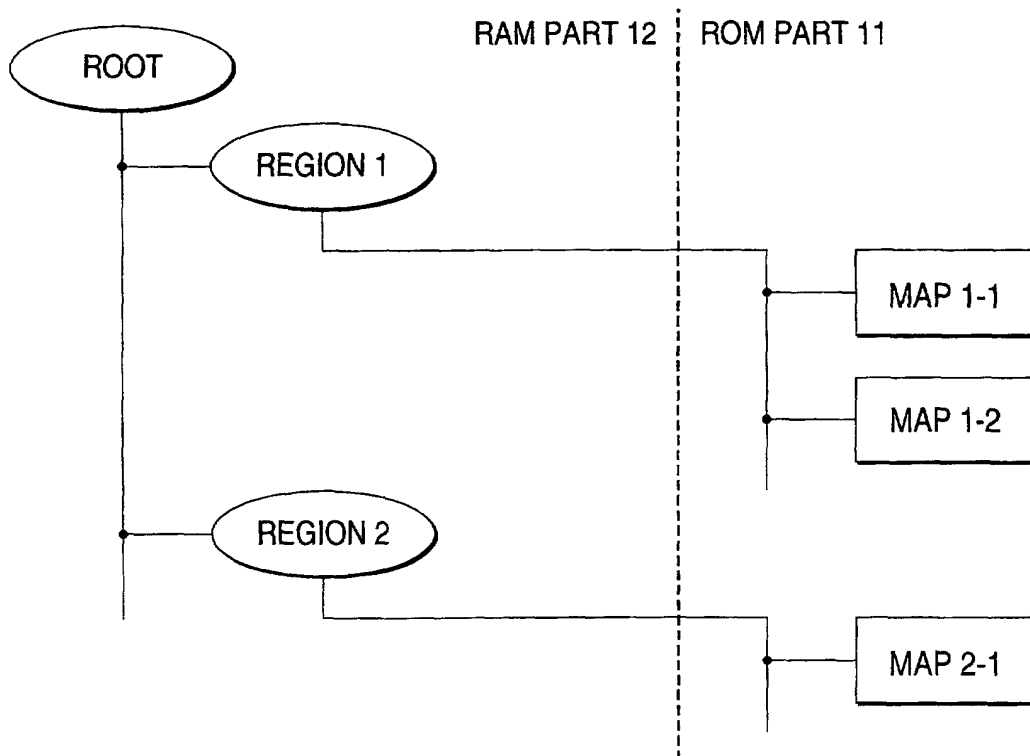 RAM PART 12
ROM PART 11
ROOT
REGION 1
MAP 1-1
MAP 1-2
REGION 2
MAP 2-1